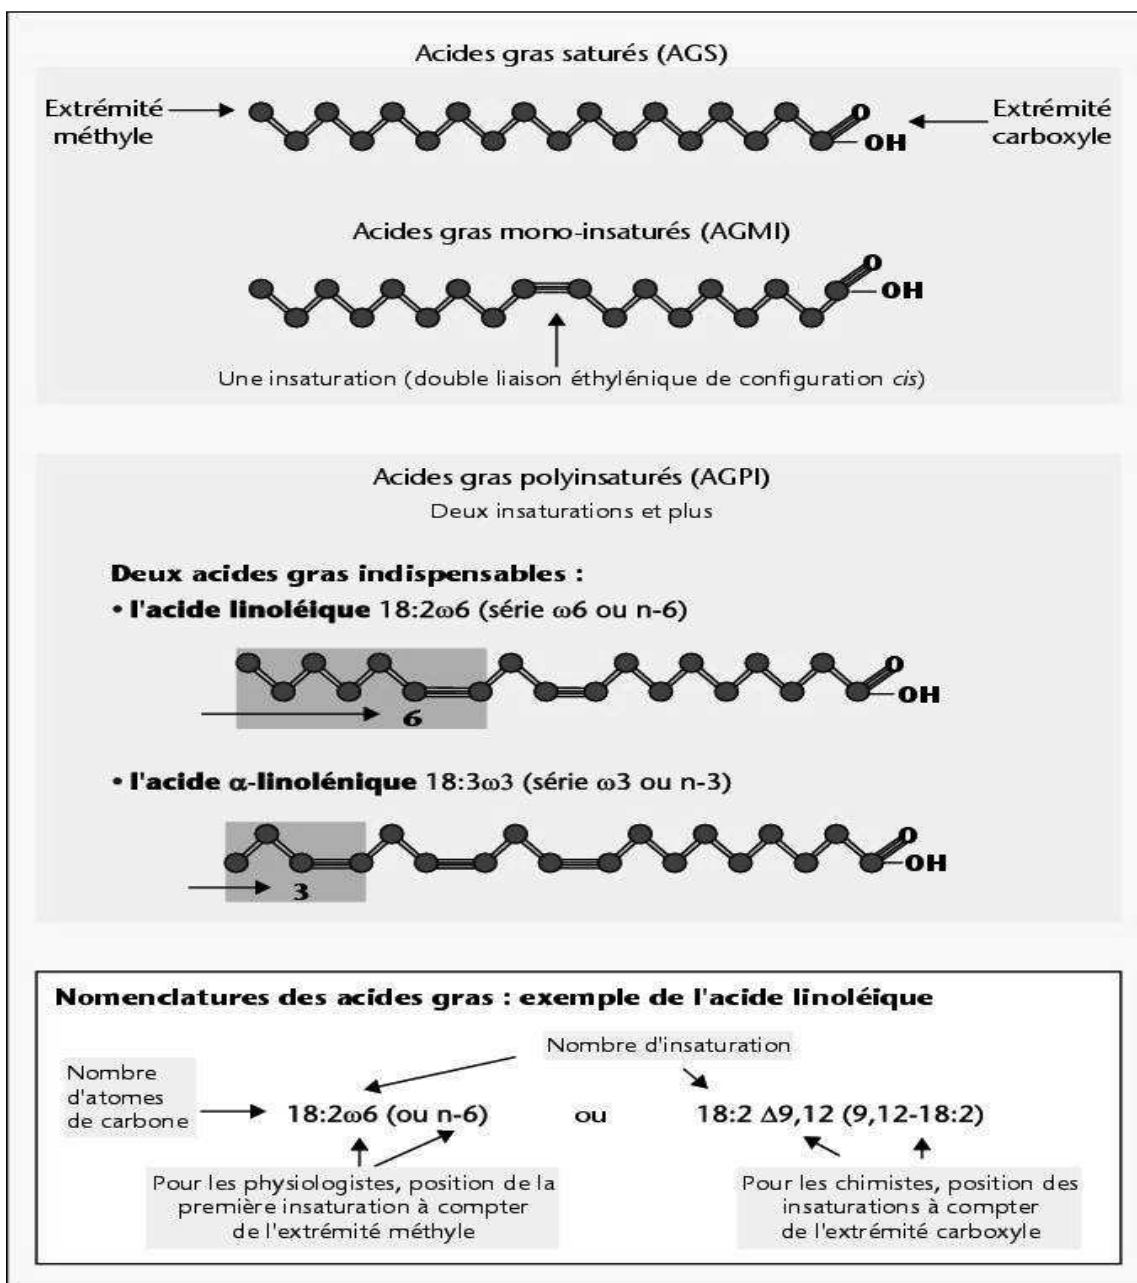 Acides gras saturés (AGS)
Extrémité
méthyle
O
OH
Extrémité
carboxyle
Acides gras mono-insaturés (AGMI)
O
OH
Une insaturation (double liaison éthylénique de configuration cis)
Acides gras polyinsaturés (AGPI)
Deux insaturations et plus
Deux acides gras indispensables :
• l'acide linoléique 18:2ω6 (série ω6 ou n-6)
O
OH
6
• l'acide α-linolénique 18:3ω3 (série ω3 ou n-3)
O
OH
3
Nomenclatures des acides gras : exemple de l'acide linoléique
Nombre d'insaturation
Nombre
d'atomes
de carbone
18:2ω6 (ou n-6) ou 18:2 Δ9,12 (9,12-18:2)
Pour les physiologistes, position de la
première insaturation à compter
de l'extrémité méthyle
Pour les chimistes, position des
insaturations à compter
de l'extrémité carboxyle